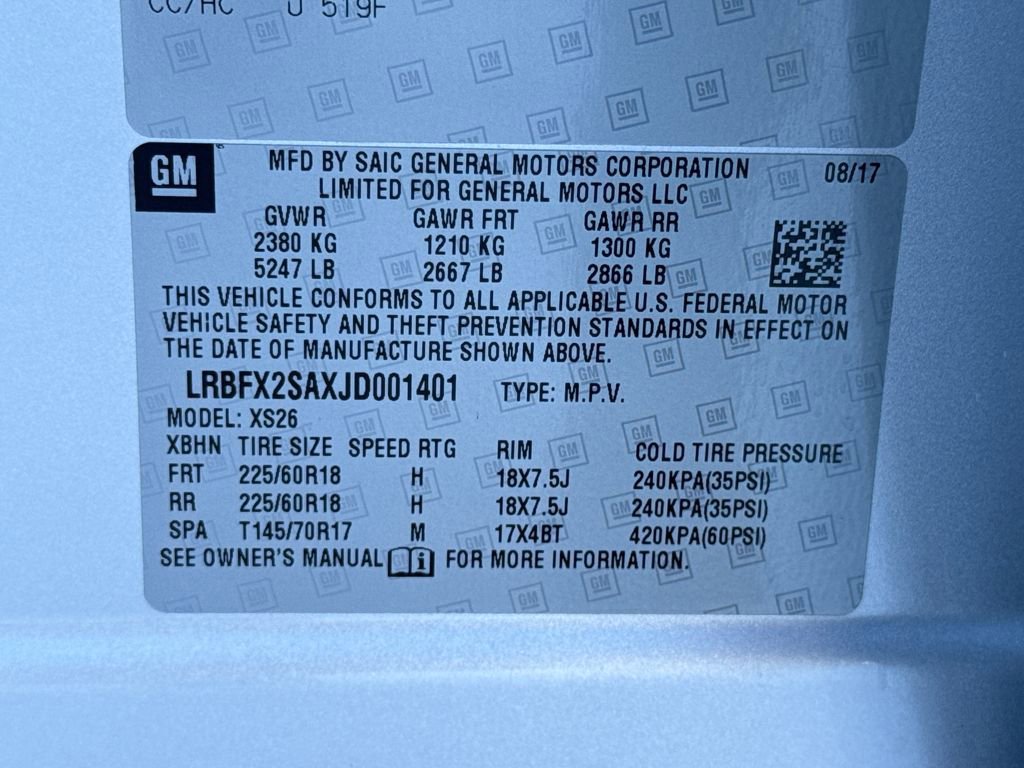 CC/HC U 519F
GM
MFD BY SAIC GENERAL MOTORS CORPORATION 08/17
LIMITED FOR GENERAL MOTORS LLC
GVWR GAWR FRT GAWR RR
2380 KG 1210 KG 1300 KG
5247 LB 2667 LB 2866 LB
THIS VEHICLE CONFORMS TO ALL APPLICABLE U.S. FEDERAL MOTOR
VEHICLE SAFETY AND THEFT PREVENTION STANDARDS IN EFFECT ON
THE DATE OF MANUFACTURE SHOWN ABOVE.
LRBFX2SAXJD001401 TYPE: M.P.V.
MODEL: XS26
XBHN TIRE SIZE SPEED RTG RIM COLD TIRE PRESSURE
FRT 225/60R18 H 18X7.5J 240KPA(35PSI)
RR 225/60R18 H 18X7.5J 240KPA(35PSI)
SPA T145/70R17 M 17X4BT 420KPA(60PSI)
SEE OWNER'S MANUAL i FOR MORE INFORMATION.